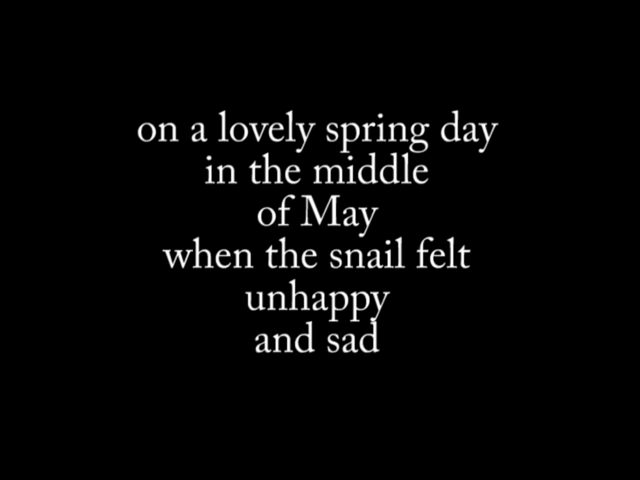 on a lovely spring day
in the middle
of May
when the snail felt
unhappy
and sad